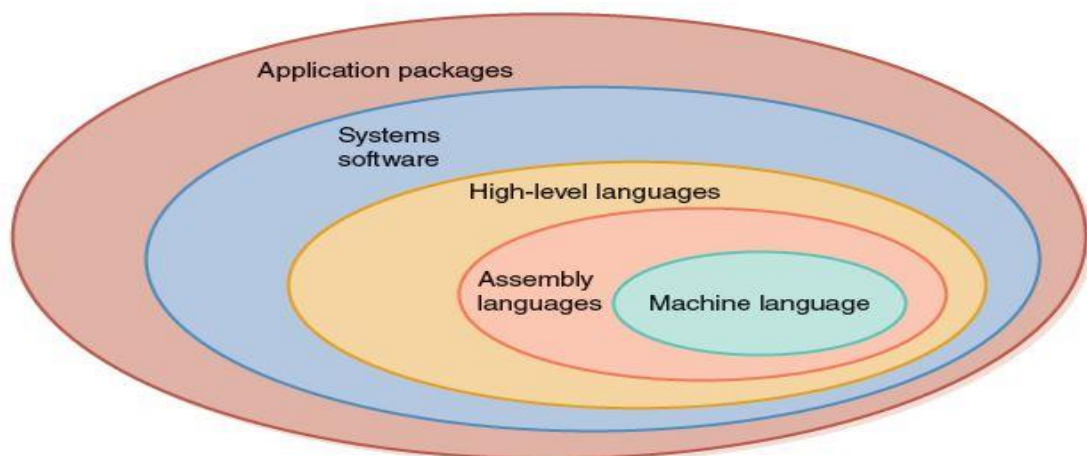 Application packages
Systems
software
High-level languages
Assembly
languages
Machine language